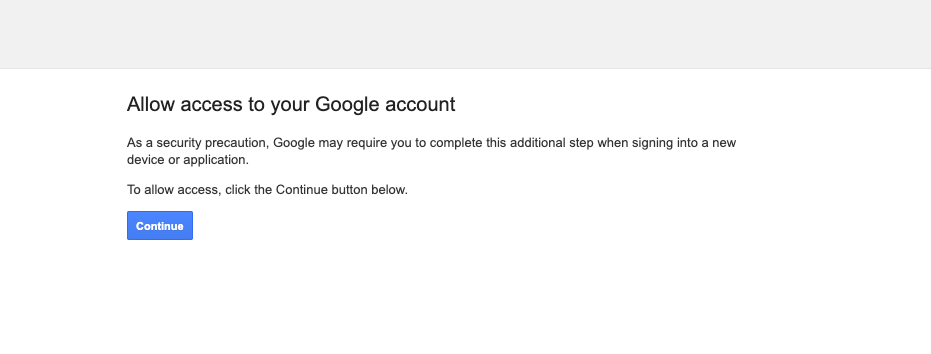 Allow access to your Google account
As a security precaution, Google may require you to complete this additional step when signing into a new
device or application.
To allow access, click the Continue button below.
Continue